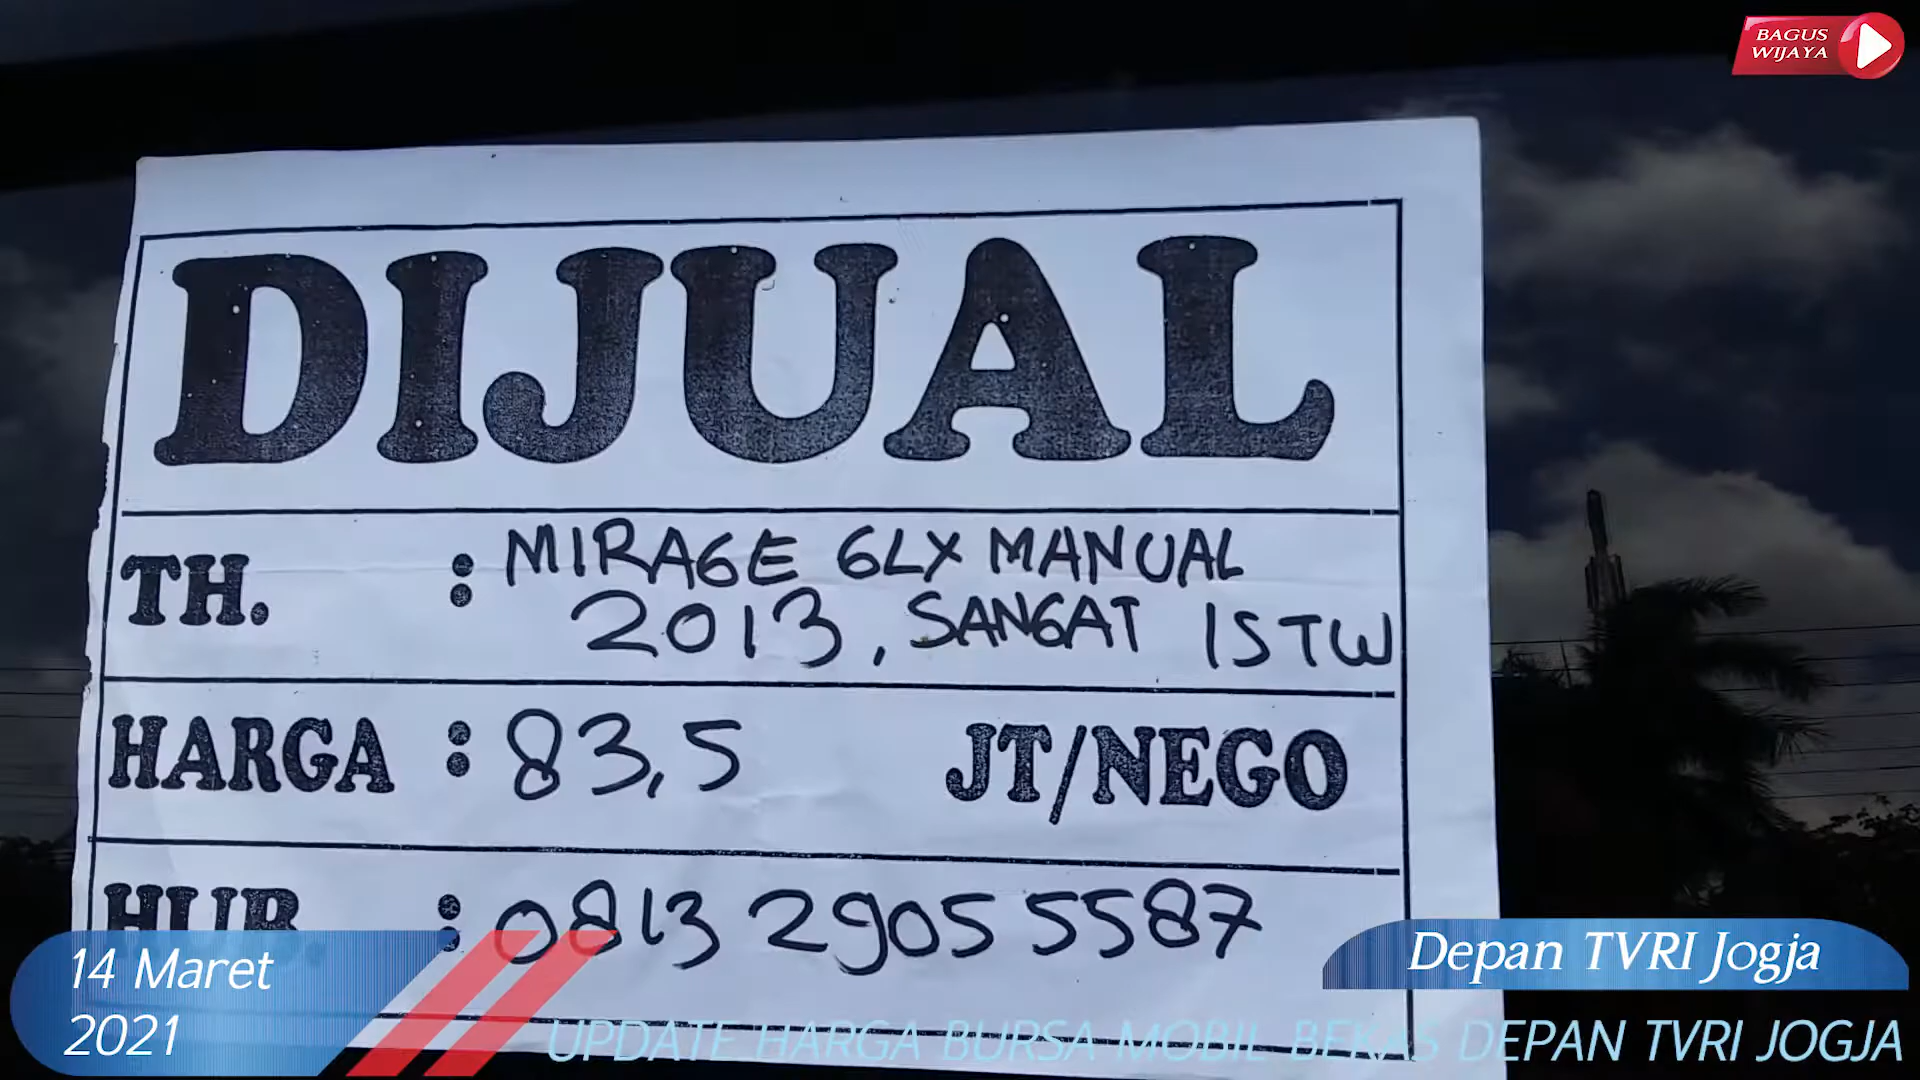 BAGUS
WIJAYA
DIJUAL
TH. : MIRAGE GLX MANUAL
2013, SANGAT ISTW
HARGA : 83,5 JT/NEGO
HUB : 0813 2905 5587
14 Maret
2021
Depan TVRI Jogja
UPDATE HARGA BURSA MOBIL BEKAS DEPAN TVRI JOGJA